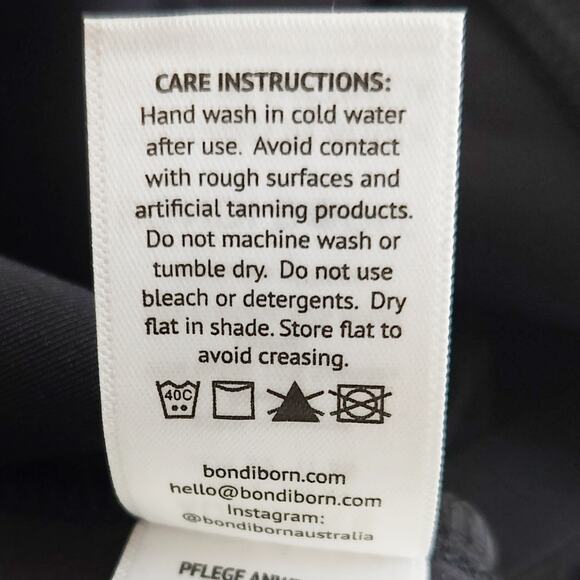 CARE INSTRUCTIONS:
Hand wash in cold water
after use. Avoid contact
with rough surfaces and
artificial tanning products.
Do not machine wash or
tumble dry. Do not use
bleach or detergents. Dry
flat in shade. Store flat to
avoid creasing.
40C
bondiborn.com
hello@bondiborn.com
Instagram:
@bondibornaustralia
PFLEGE